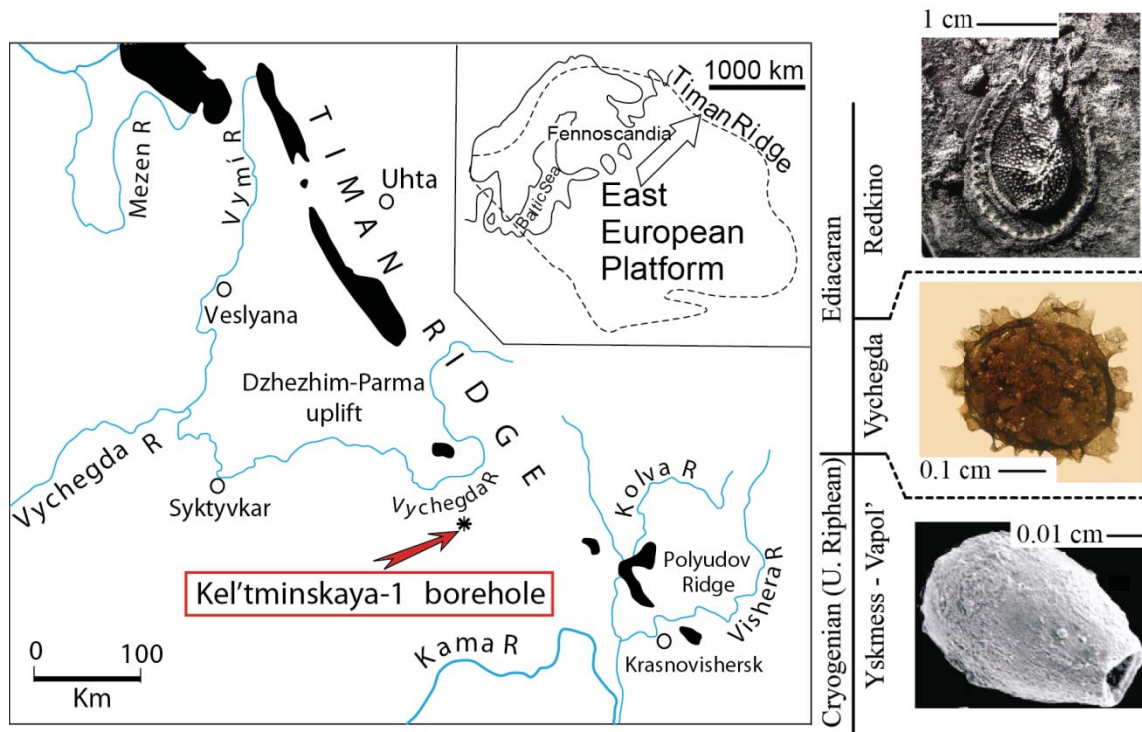 Mezen R
Vymi R
TIMAN RIDGE
Uhta
Veslyana
Dzhezhim-Parma
uplift
Vychegda R
Syktyvkar
Vychegda R
Kel'tminskaya-1 borehole
Kolva R
Polyudov
Ridge
Vishera R
Krasnovishersk
Kama R
0 100
Km
1000 km
Timan Ridge
Fennoscandia
Baltic Sea
East
European
Platform
Ediacaran
Cryogenian (U. Riphean)
Redkino
Vychegda
Yskmess - Vapol'
1 cm
0.1 cm
0.01 cm